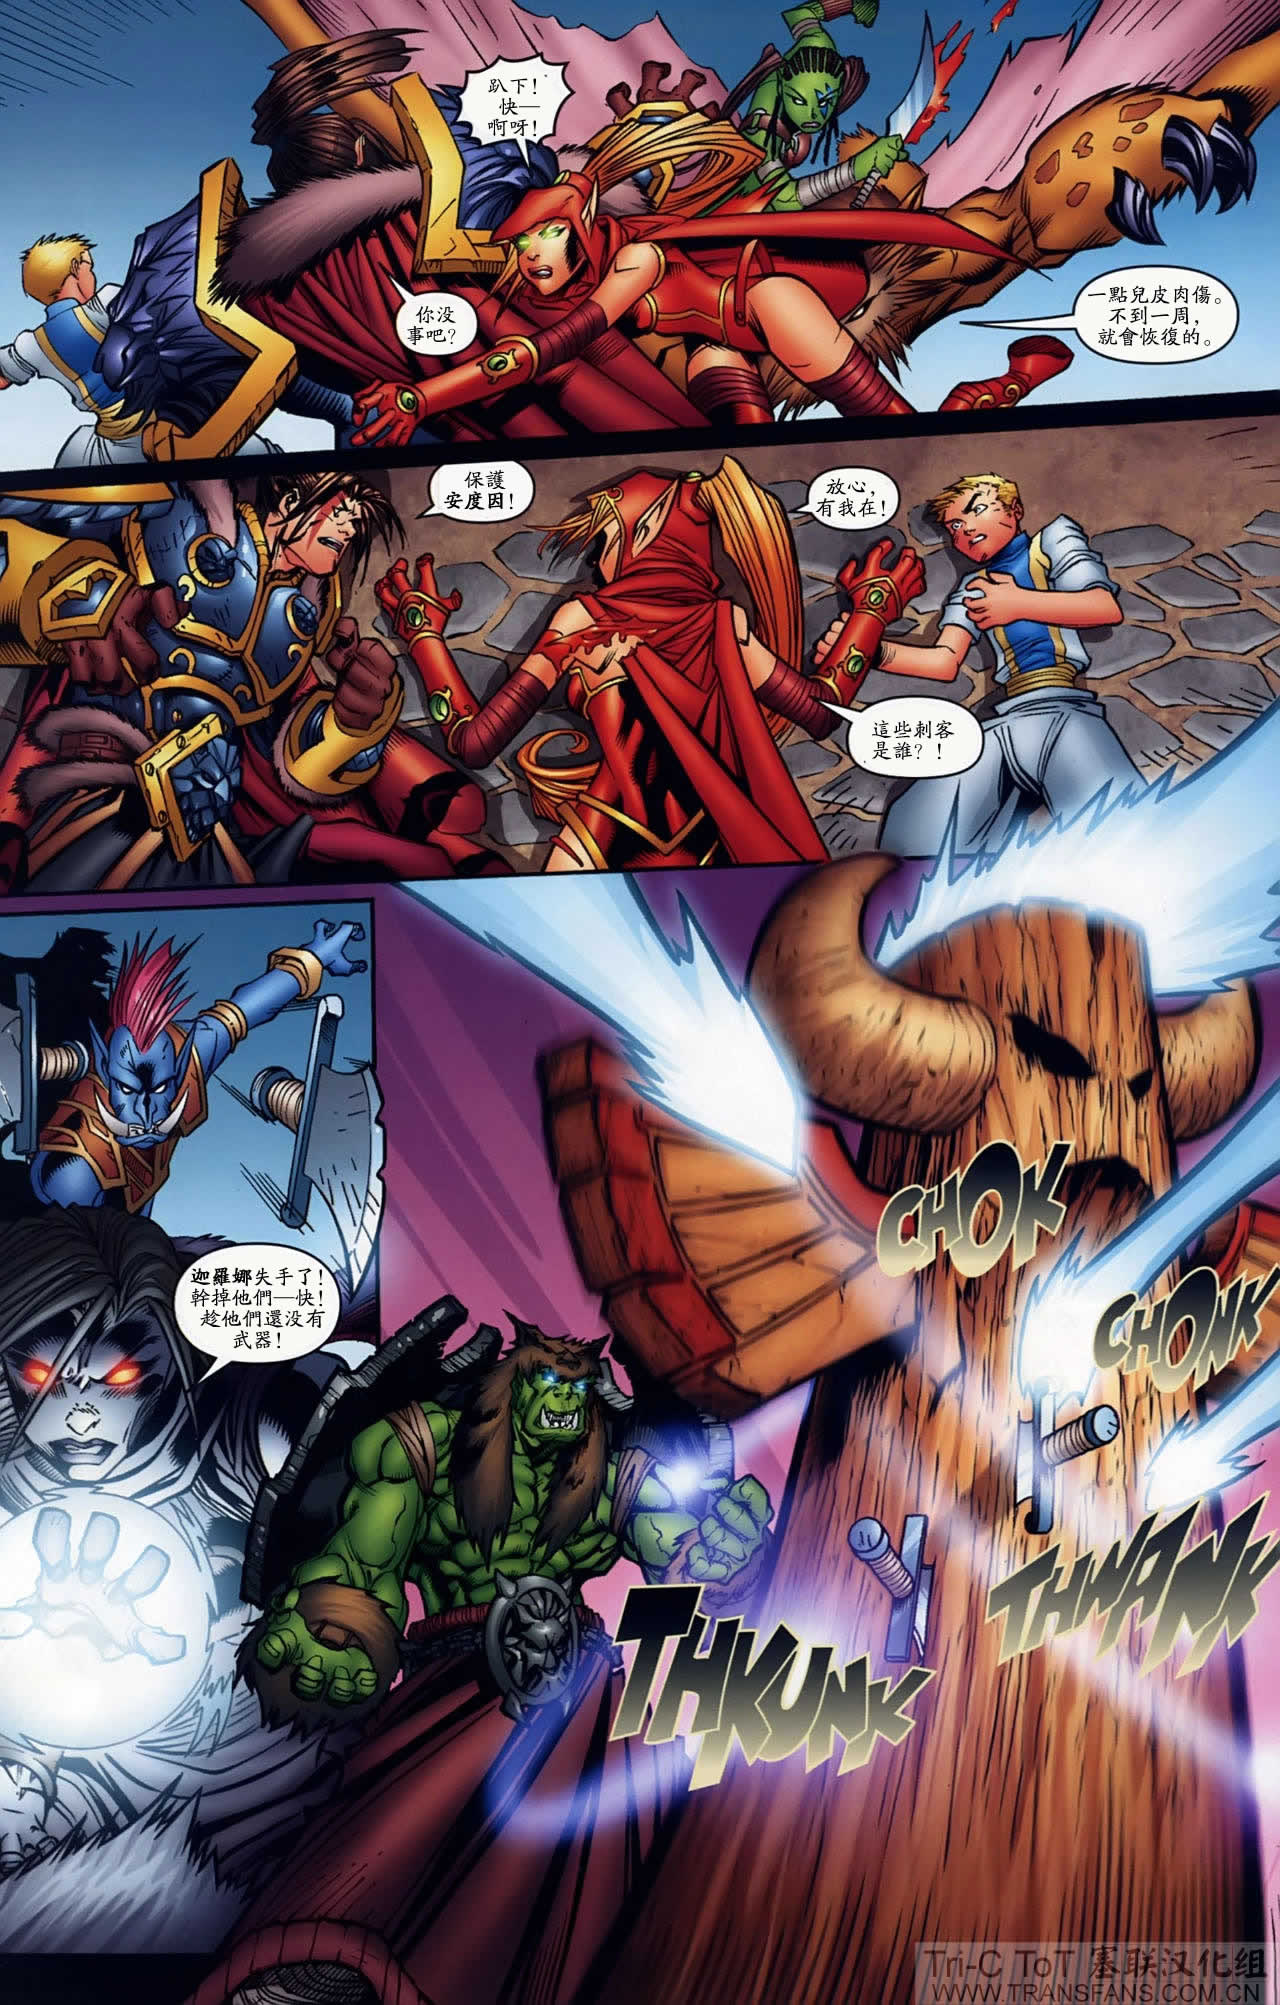 趴下！
快—
啊呀！
你没
事吧？
一點兒皮肉傷。
不到一周，
就會恢復的。
保護
安度因！
放心，
有我在！
這些刺客
是誰？！
迦羅娜失手了！
幹掉他們—快！
趁他們還没有
武器！
CHOK
CHONK
THWANK
THKUNK
Tri-C ToT 塞联汉化组
WWW.TRANSFANS.COM.CN